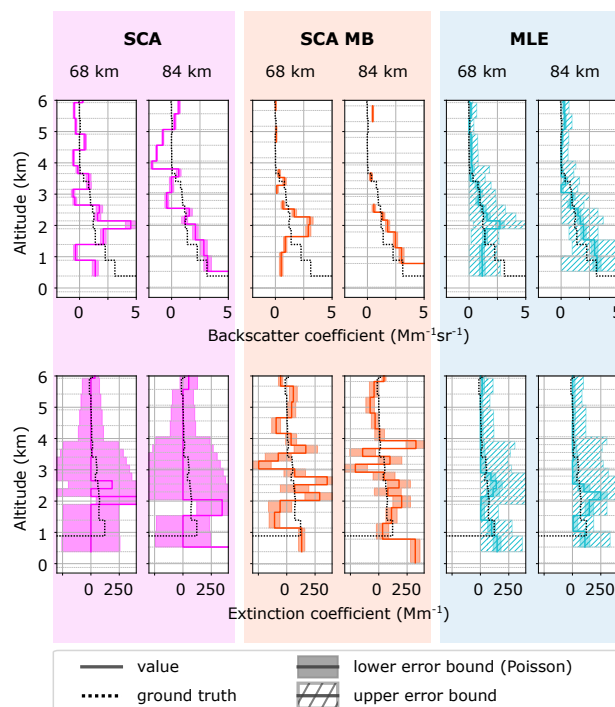 SCA SCA MB MLE
68 km 84 km 68 km 84 km 68 km 84 km
Altitude (km)
6
5
4
3
2
1
0
0 5 0 5 0 5 0 5 0 5 0 5
Backscatter coefficient (Mm⁻¹sr⁻¹)
Altitude (km)
6
5
4
3
2
1
0
0 250 0 250 0 250 0 250 0 250 0 250
Extinction coefficient (Mm⁻¹)
value lower error bound (Poisson)
ground truth upper error bound